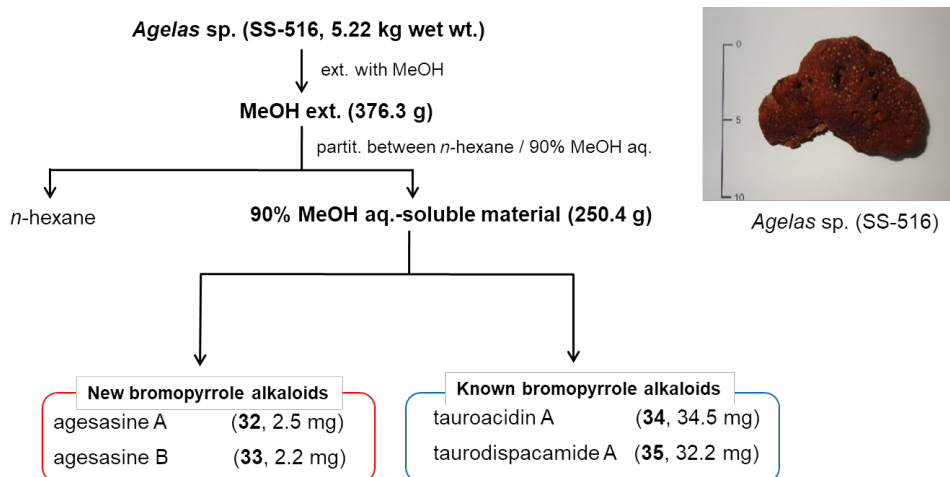 Agelas sp. (SS-516, 5.22 kg wet wt.)
ext. with MeOH
MeOH ext. (376.3 g)
partit. between n-hexane / 90% MeOH aq.
n-hexane
90% MeOH aq.-soluble material (250.4 g)
0
5
10
Agelas sp. (SS-516)
New bromopyrrole alkaloids
agesasine A (32, 2.5 mg)
agesasine B (33, 2.2 mg)
Known bromopyrrole alkaloids
tauroacidin A (34, 34.5 mg)
taurodispacamide A (35, 32.2 mg)